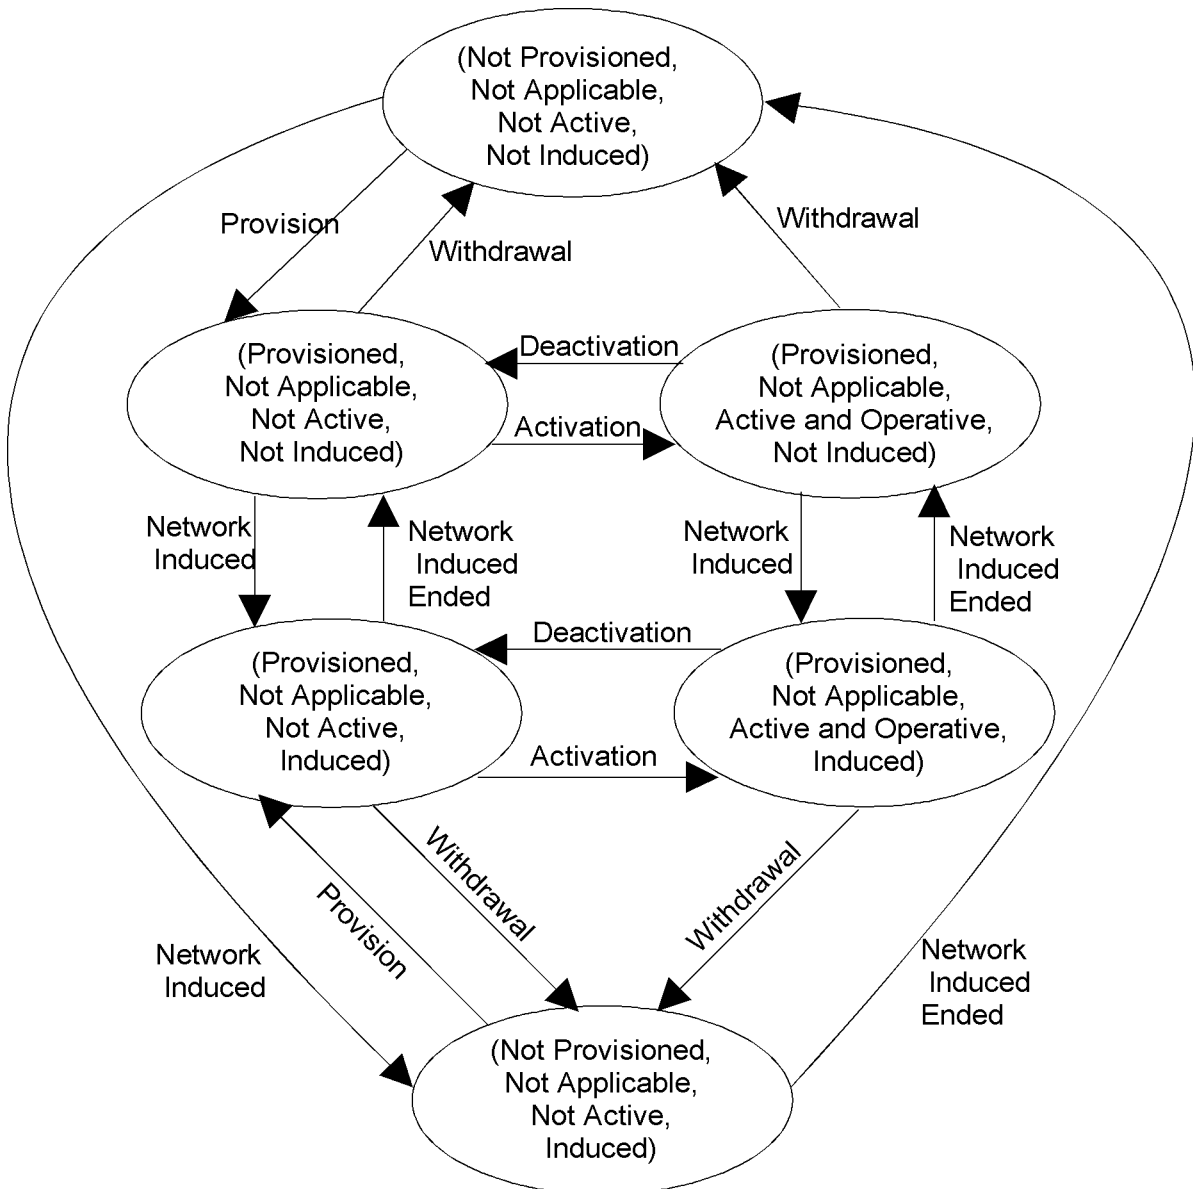 (Not Provisioned,
Not Applicable,
Not Active,
Not Induced)
Provision
Withdrawal
Withdrawal
(Provisioned,
Not Applicable,
Not Active,
Not Induced)
Deactivation
Activation
(Provisioned,
Not Applicable,
Active and Operative,
Not Induced)
Network
Induced
Network
Induced
Ended
Network
Induced
Network
Induced
Ended
(Provisioned,
Not Applicable,
Not Active,
Induced)
Deactivation
Activation
(Provisioned,
Not Applicable,
Active and Operative,
Induced)
Provision
Withdrawal
Withdrawal
Network
Induced
Network
Induced
Ended
(Not Provisioned,
Not Applicable,
Not Active,
Induced)